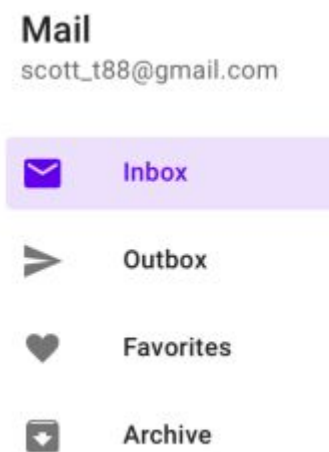 Mail
scott_t88@gmail.com
Inbox
Outbox
Favorites
Archive